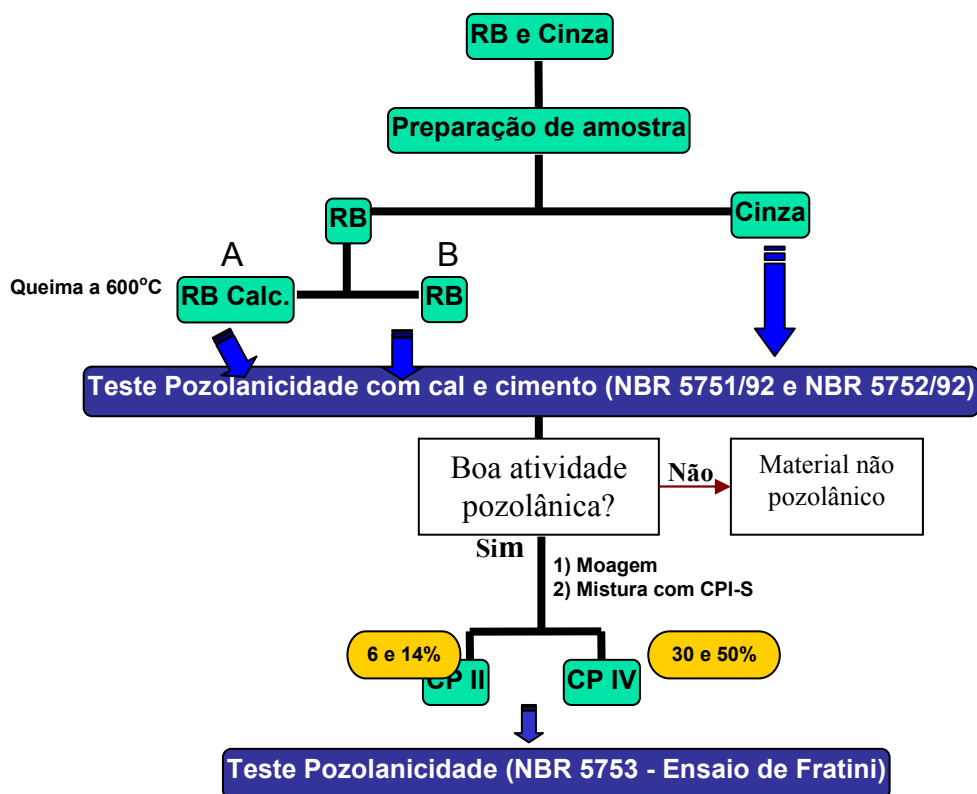 RB e Cinza
Preparação de amostra
RB
Cinza
A
B
Queima a 600°C
RB Calc.
RB
Teste Pozolanicidade com cal e cimento (NBR 5751/92 e NBR 5752/92)
Boa atividade
pozolânica?
Não
Material não
pozolânico
Sim
1) Moagem
2) Mistura com CPI-S
6 e 14%
30 e 50%
CP II
CP IV
Teste Pozolanicidade (NBR 5753 - Ensaio de Fratini)